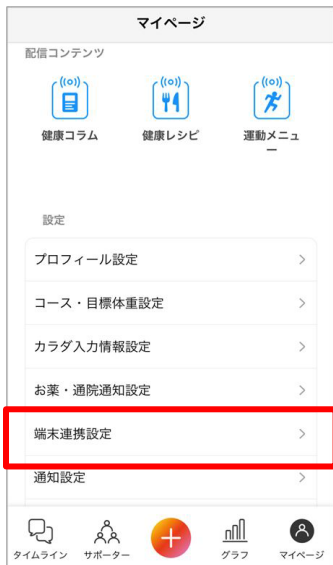 マイページ
配信コンテンツ
健康コラム
健康レシピ
運動メニュ
ー
設定
プロフィール設定
コース・目標体重設定
カラダ入力情報設定
お薬・通院通知設定
端末連携設定
通知設定
タイムライン
サポーター
グラフ
マイページ